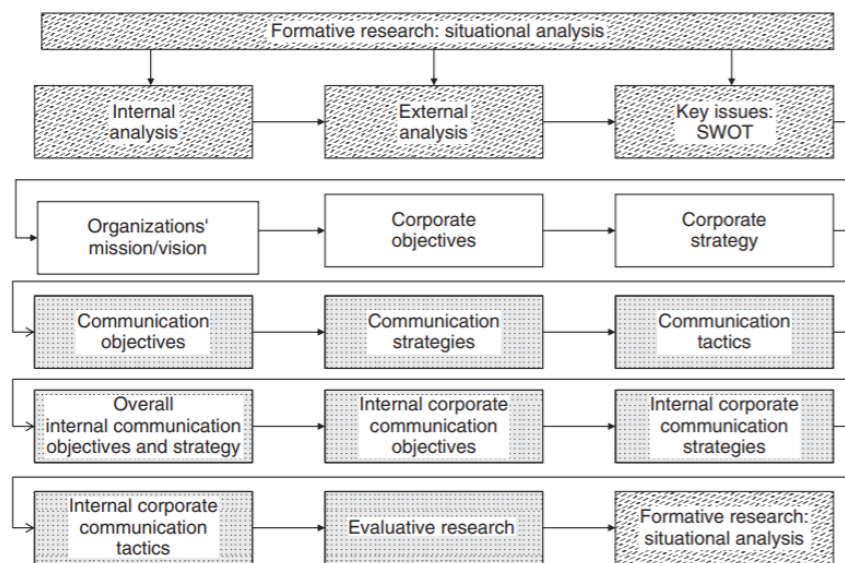 Formative research: situational analysis
Internal
analysis
External
analysis
Key issues:
SWOT
Organizations'
mission/vision
Corporate
objectives
Corporate
strategy
Communication
objectives
Communication
strategies
Communication
tactics
Overall
internal communication
objectives and strategy
Internal corporate
communication
objectives
Internal corporate
communication
strategies
Internal corporate
communication
tactics
Evaluative research
Formative research:
situational analysis